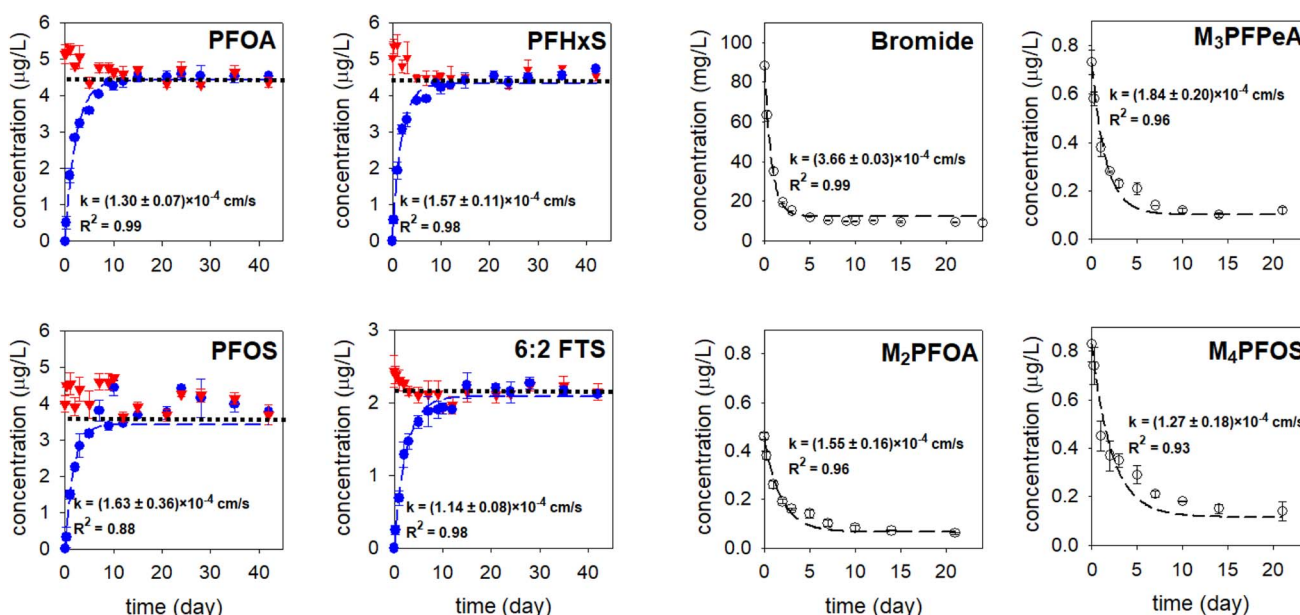 PFOA
concentration (µg/L)
6
5
4
3
2
1
0
k = (1.30 ± 0.07)×10⁻⁴ cm/s
R² = 0.99
0 10 20 30 40
PFHxS
6
5
4
3
2
1
0
k = (1.57 ± 0.11)×10⁻⁴ cm/s
R² = 0.98
0 10 20 30 40
Bromide
concentration (mg/L)
100
80
60
40
20
0
k = (3.66 ± 0.03)×10⁻⁴ cm/s
R² = 0.99
0 5 10 15 20
M₃PFPeA
concentration (µg/L)
0.8
0.6
0.4
0.2
0.0
k = (1.84 ± 0.20)×10⁻⁴ cm/s
R² = 0.96
0 5 10 15 20
PFOS
concentration (µg/L)
6
5
4
3
2
1
0
k = (1.63 ± 0.36)×10⁻⁴ cm/s
R² = 0.88
0 10 20 30 40
time (day)
6:2 FTS
3
2
1
0
k = (1.14 ± 0.08)×10⁻⁴ cm/s
R² = 0.98
0 10 20 30 40
time (day)
M₂PFOA
concentration (µg/L)
0.8
0.6
0.4
0.2
0.0
k = (1.55 ± 0.16)×10⁻⁴ cm/s
R² = 0.96
0 5 10 15 20
time (day)
M₄PFOS
concentration (µg/L)
0.8
0.6
0.4
0.2
0.0
k = (1.27 ± 0.18)×10⁻⁴ cm/s
R² = 0.93
0 5 10 15 20
time (day)